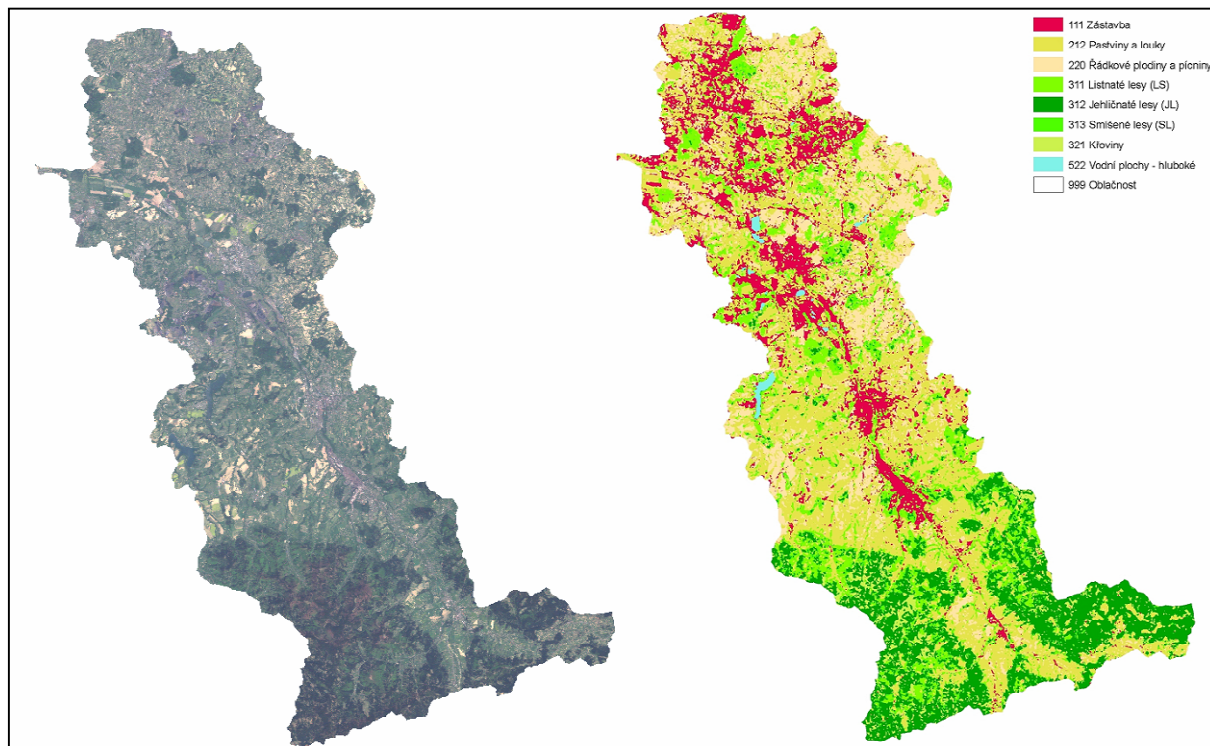 111 Zástavba
212 Pastviny a louky
220 Řádkové plodiny a pícniny
311 Listnaté lesy (LS)
312 Jehličnaté lesy (JL)
313 Smíšené lesy (SL)
321 Křoviny
522 Vodní plochy - hluboké
999 Oblačnost